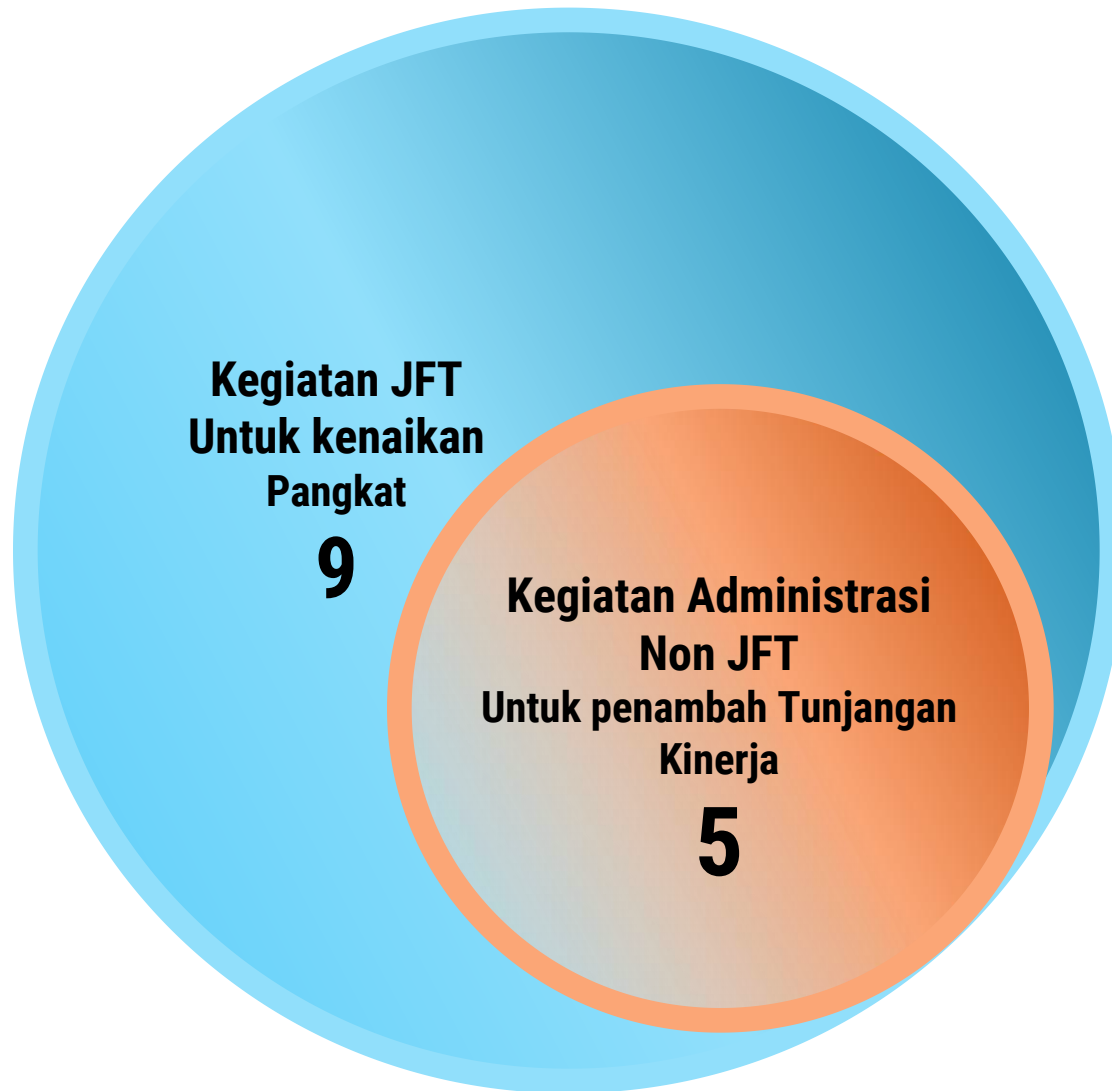 Kegiatan JFT
Untuk kenaikan
Pangkat
9
Kegiatan Administrasi
Non JFT
Untuk penambah Tunjangan
Kinerja
5